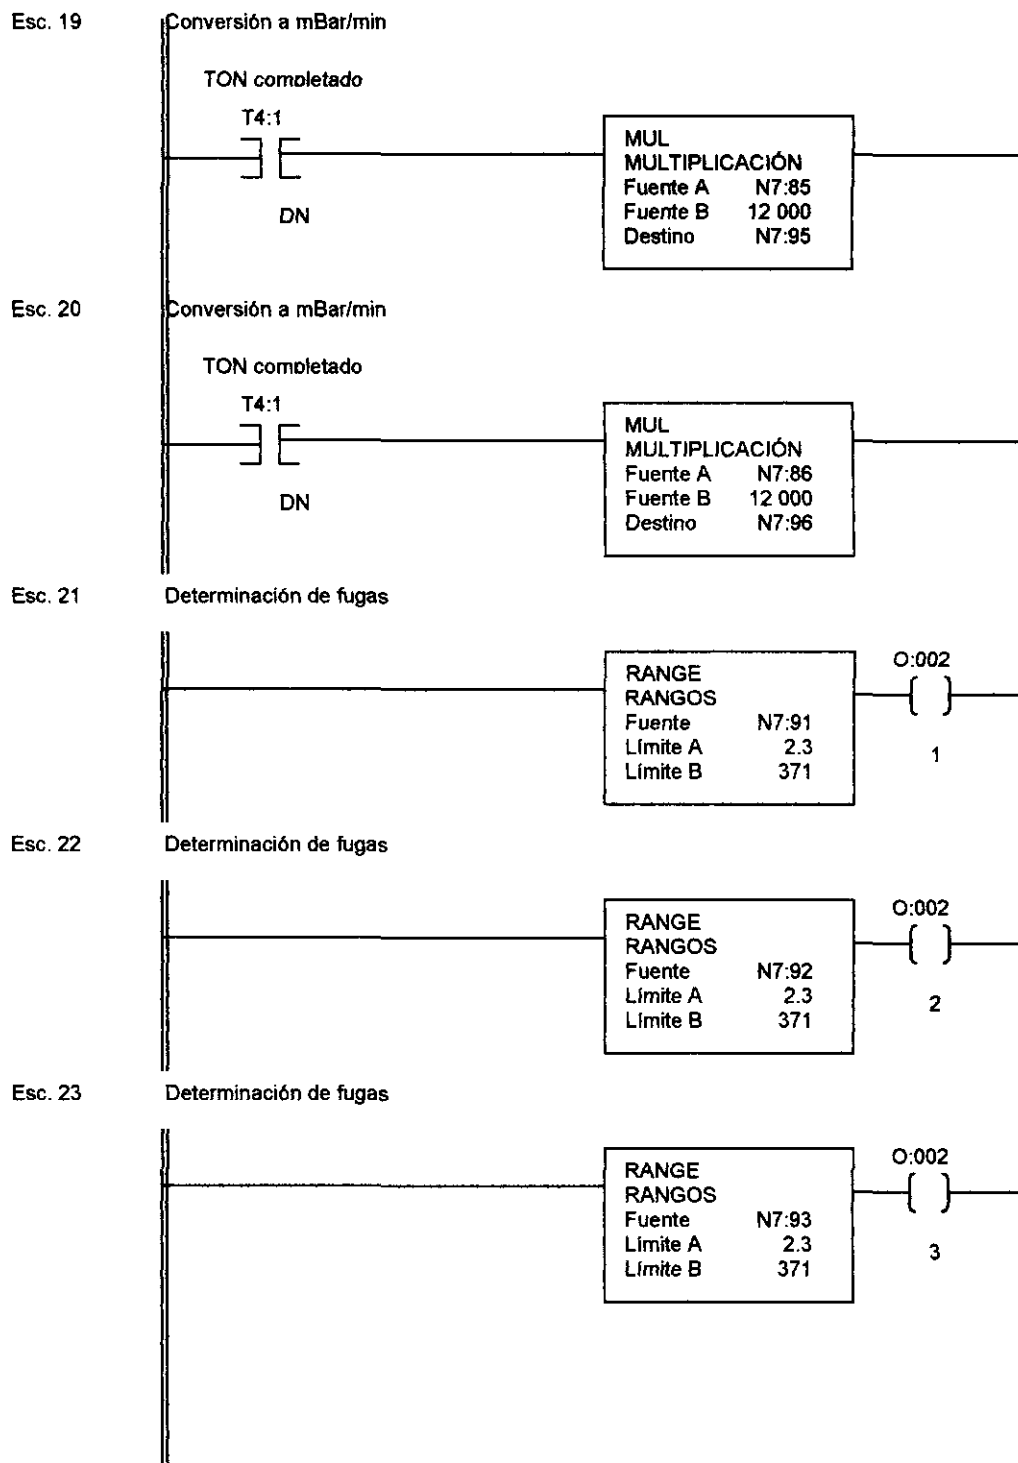 Esc. 19 Conversión a mBar/min
TON completado
T4:1
DN
MUL
MULTIPLICACIÓN
Fuente A N7:85
Fuente B 12 000
Destino N7:95
Esc. 20 Conversión a mBar/min
TON completado
T4:1
DN
MUL
MULTIPLICACIÓN
Fuente A N7:86
Fuente B 12 000
Destino N7:96
Esc. 21 Determinación de fugas
RANGE
RANGOS
Fuente N7:91
Límite A 2.3
Límite B 371
O:002
1
Esc. 22 Determinación de fugas
RANGE
RANGOS
Fuente N7:92
Límite A 2.3
Límite B 371
O:002
2
Esc. 23 Determinación de fugas
RANGE
RANGOS
Fuente N7:93
Límite A 2.3
Límite B 371
O:002
3